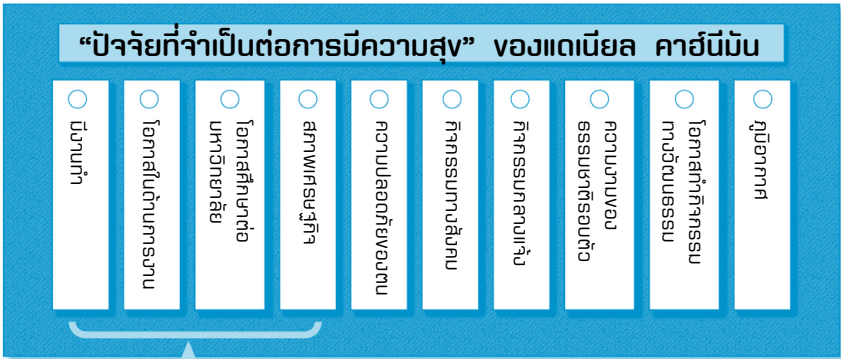 “ปัจจัยที่จำเป็นต่อการมีความสุข” ของแดเนียล คาฮ์นีมัน
มีงานทำ
โอกาสในด้านการงาน
โอกาสศึกษาต่อ
มหาวิทยาลัย
สภาพเศรษฐกิจ
ความปลอดภัยของตน
กิจกรรมทางสังคม
กิจกรรมกลางแจ้ง
ความงามของ
ธรรมชาติรอบตัว
โอกาสทำกิจกรรม
ทางวัฒนธรรม
ภูมิอากาศ